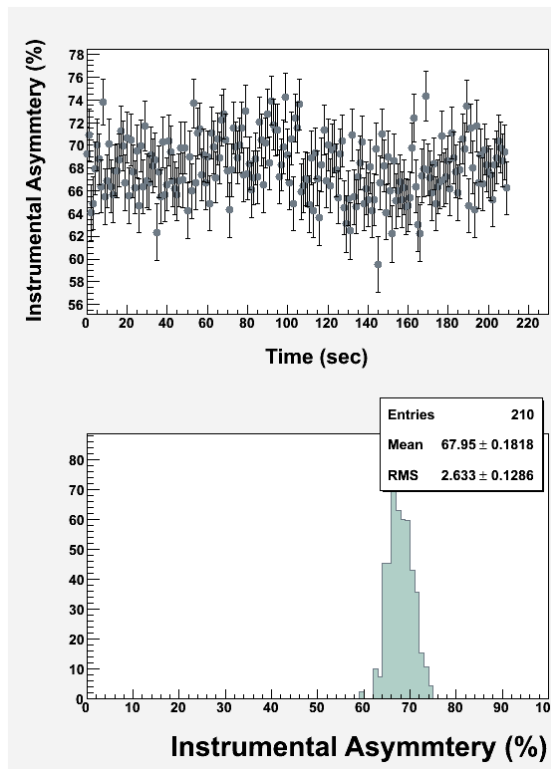 Instrumental Asymmtery (%)
78
76
74
72
70
68
66
64
62
60
58
56
0 20 40 60 80 100 120 140 160 180 200 220
Time (sec)
Entries 210
Mean 67.95 ± 0.1818
RMS 2.633 ± 0.1286
80
70
60
50
40
30
20
10
0
0 10 20 30 40 50 60 70 80 90 10
Instrumental Asymmtery (%)